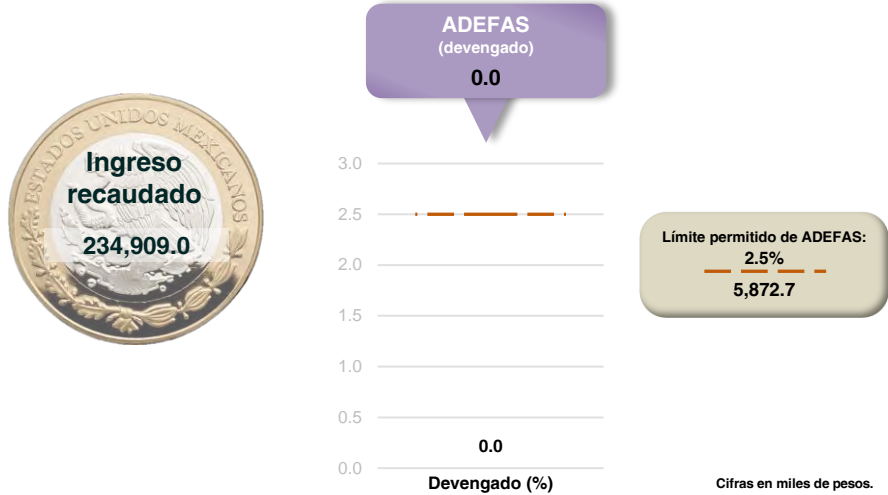 ADEFAS
(devengado)
0.0
ESTADOS UNIDOS MEXICANOS
Ingreso
recaudado
234,909.0
3.0
2.5
2.0
1.5
1.0
0.5
0.0
0.0
Devengado (%)
Límite permitido de ADEFAS:
2.5%
5,872.7
Cifras en miles de pesos.